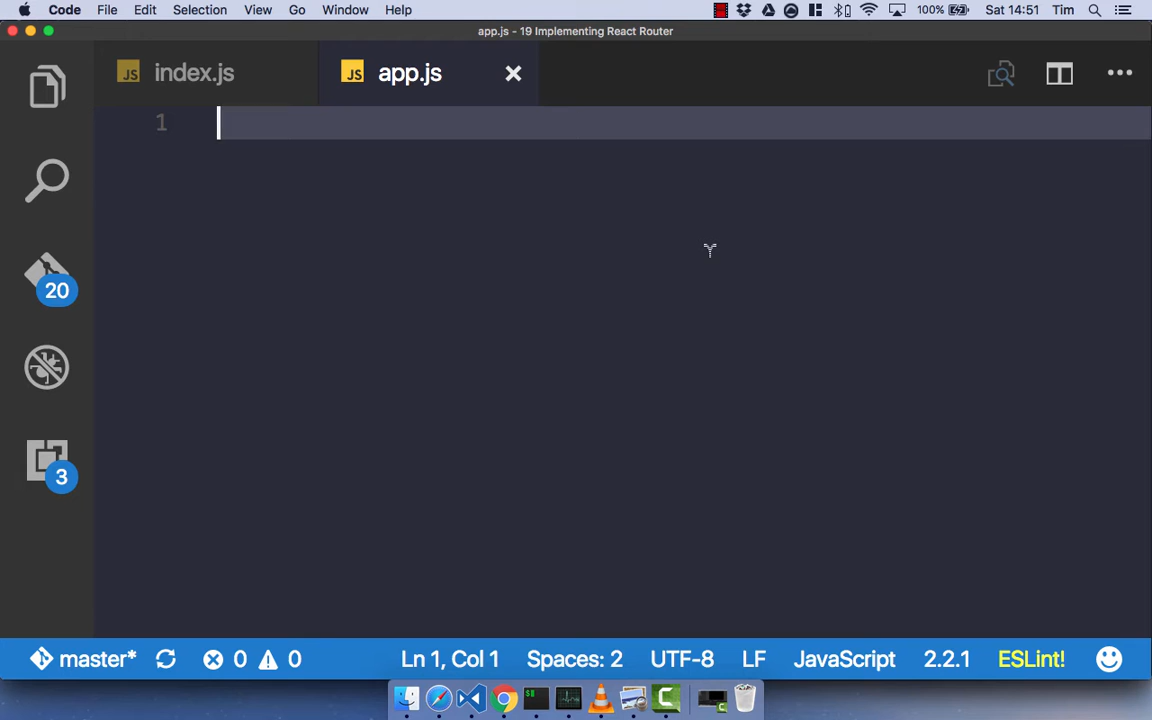 Code File Edit Selection View Go Window Help 100% Sat 14:51 Tim
app.js - 19 Implementing React Router
JS index.js JS app.js
1
20
3
master* 0 0 Ln 1, Col 1 Spaces: 2 UTF-8 LF JavaScript 2.2.1 ESLint!